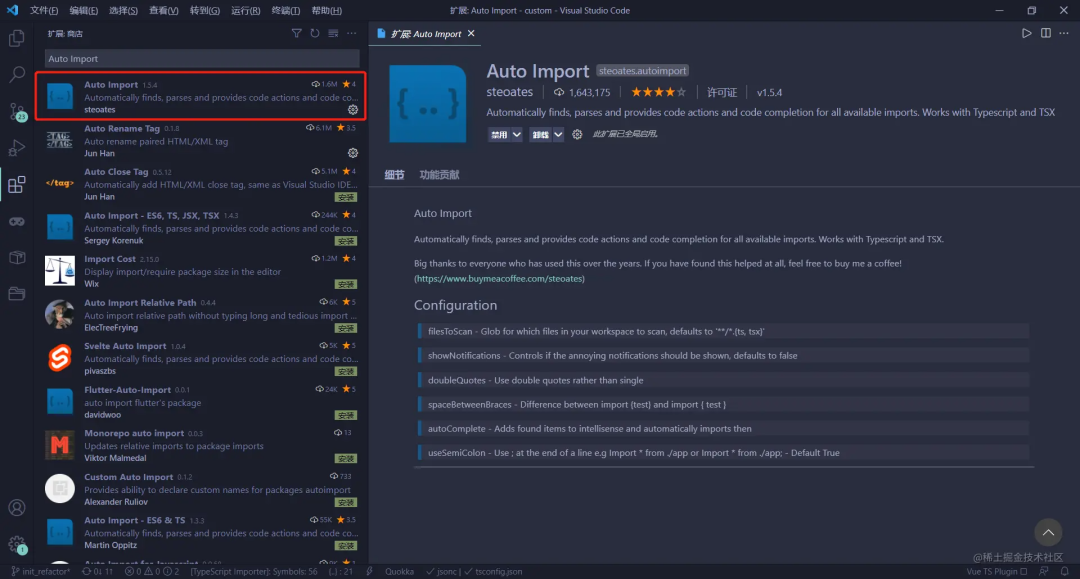 文件(F) 编辑(E) 选择(S) 查看(V) 转到(G) 运行(R) 终端(T) 帮助(H)
扩展: Auto Import - custom - Visual Studio Code
扩展: 商店
Auto Import
Auto Import 1.5.4 1.6M 4
Automatically finds, parses and provides code actions and code co...
steoates
Auto Rename Tag 0.1.8 6.1M 3.5
Auto rename paired HTML/XML tag
Jun Han
Auto Close Tag 0.5.12 5.1M 4
Automatically add HTML/XML close tag, same as Visual Studio IDE...
Jun Han
安装
Auto Import - ES6, TS, JSX, TSX 1.4.3 244K 4
Automatically finds, parses and provides code actions and code co...
Sergey Korenuk
安装
Import Cost 2.15.0 1.2M 4
Display import/require package size in the editor
Wix
安装
Auto Import Relative Path 0.4.4 6K 5
Auto import relative path without typing long and tedious import ...
ElecTreeFrying
安装
Svelte Auto Import 1.0.4 5K 5
Automatically finds, parses and provides code actions and code co...
pivaszbs
安装
Flutter-Auto-Import 0.0.1 24K 5
auto import flutter's package
davidwoo
安装
Monorepo auto import 0.0.3 13
Updates relative imports to package imports
Viktor Malmedal
安装
Custom Auto Import 0.1.2 733
Provides ability to declare custom names for packages autoimport
Alexander Ruliov
安装
Auto Import - ES6 & TS 1.3.3 55K 3.5
Automatically finds, parses and provides code actions and code co...
Martin Oppitz
安装
23
1
扩展: Auto Import
Auto Import steoates.autoimport
steoates 1,643,175 许可证 v1.5.4
Automatically finds, parses and provides code actions and code completion for all available imports. Works with Typescript and TSX
禁用 卸载 此扩展已全局启用。
细节 功能贡献
Auto Import
Automatically finds, parses and provides code actions and code completion for all available imports. Works with Typescript and TSX.
Big thanks to everyone who has used this over the years. If you have found this helped at all, feel free to buy me a coffee!
(https://www.buymeacoffee.com/steoates)
Configuration
filesToScan - Glob for which files in your workspace to scan, defaults to '**/*.{ts, tsx}'
showNotifications - Controls if the annoying notifications should be shown, defaults to false
doubleQuotes - Use double quotes rather than single
spaceBetweenBraces - Difference between import {test} and import { test }
autoComplete - Adds found items to intellisense and automatically imports then
useSemiColon - Use ; at the end of a line e.g Import * from ./app or Import * from ./app; - Default True
@稀土掘金技术社区
init_refactor* 0↓ 11↑ 0 0 2 [TypeScript Importer]: Symbols: 56 {..} : 21 Quokka jsonc tsconfig.json Vue TS Plugin